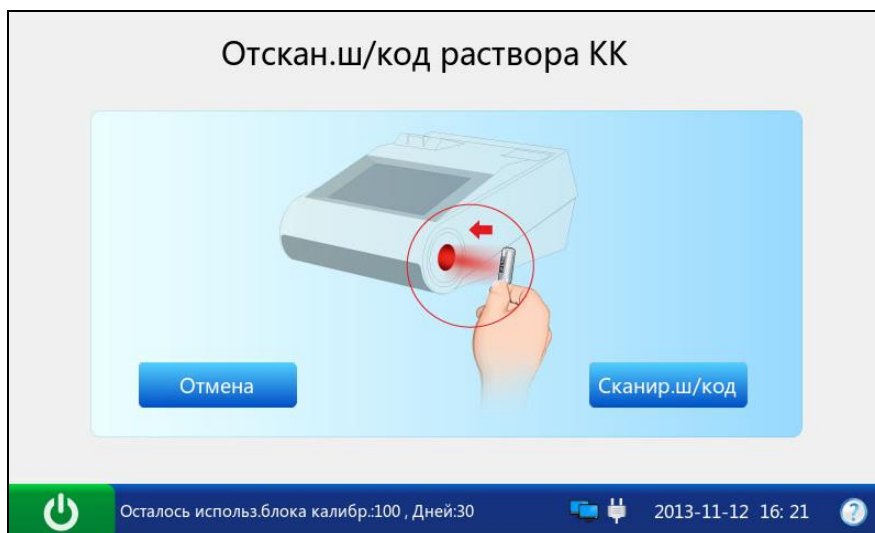 Отскан.ш/код раствора КК
Отмена
Сканир.ш/код
Осталось использ.блока калибр.:100 , Дней:30
2013-11-12 16: 21
?